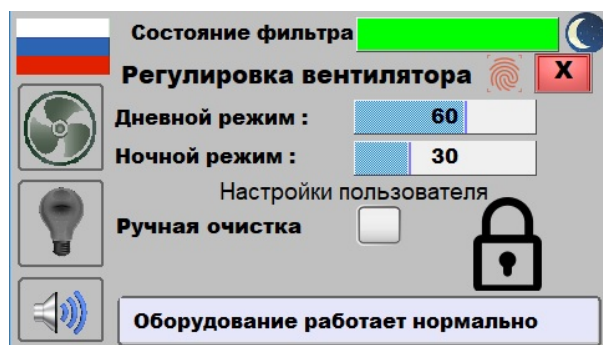 Состояние фильтра
Регулировка вентилятора X
Дневной режим : 60
Ночной режим : 30
Настройки пользователя
Ручная очистка
Оборудование работает нормально